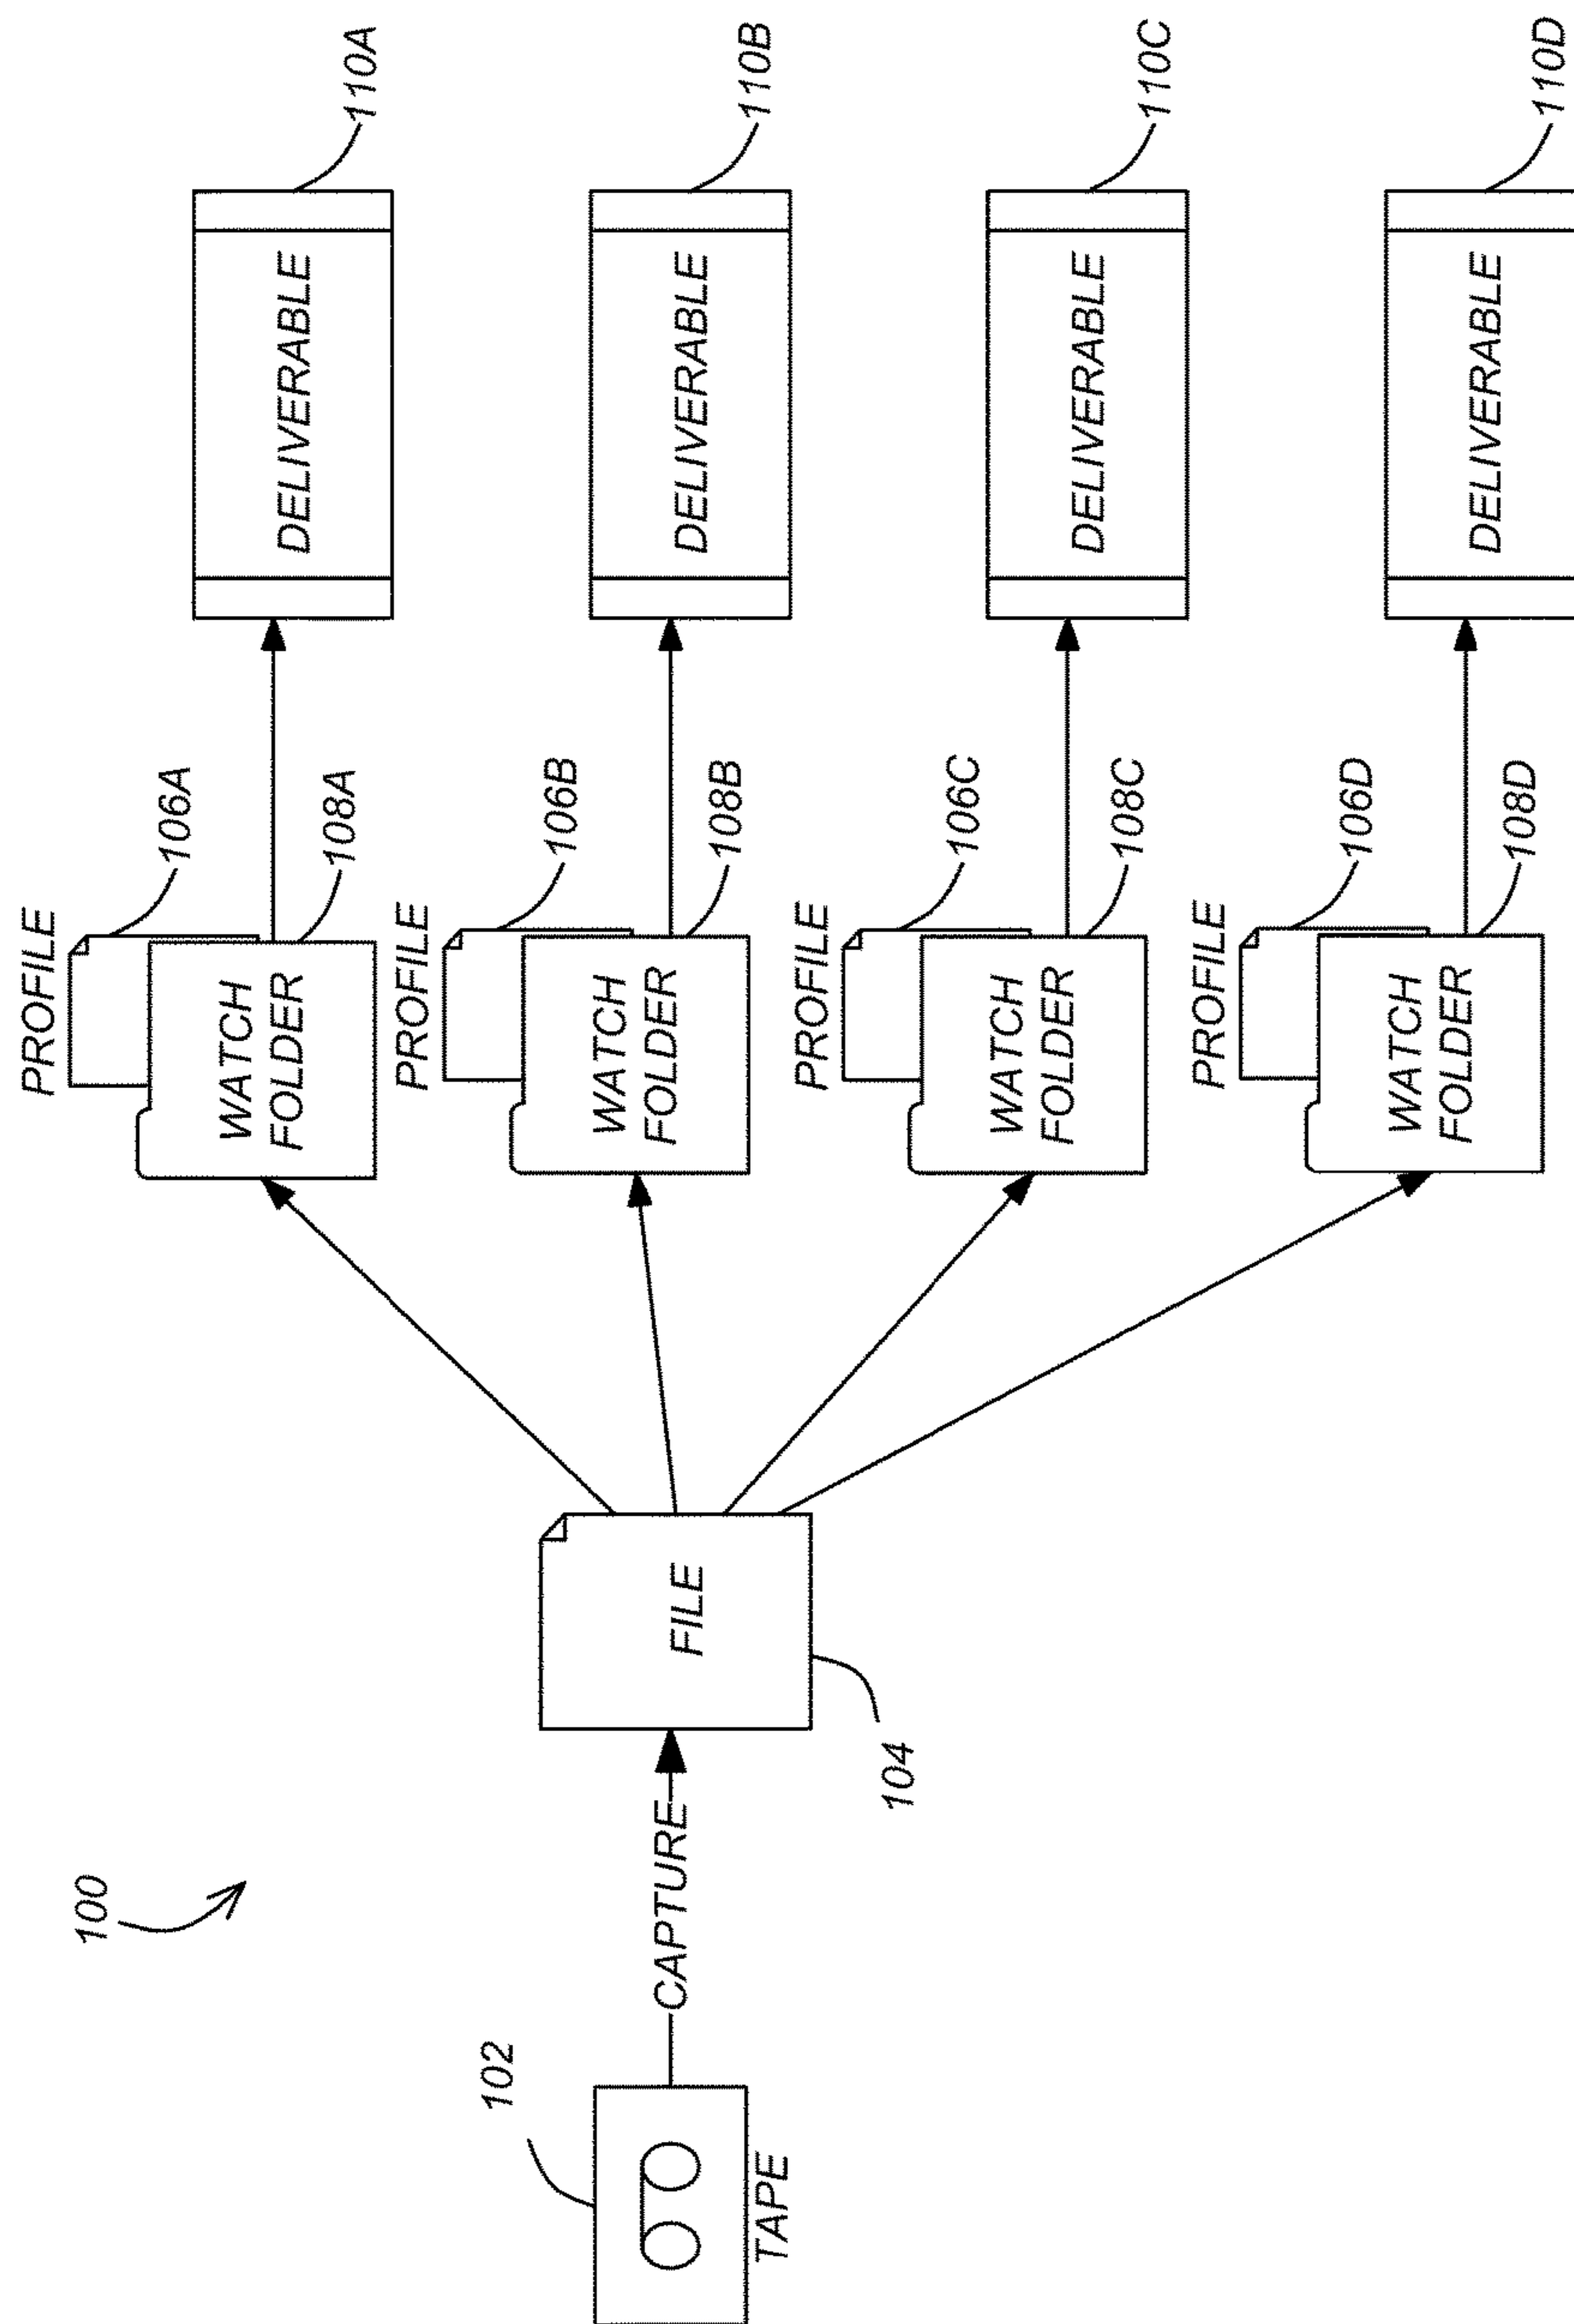 100
102
TAPE
CAPTURE
FILE
104
PROFILE
106A
WATCH
FOLDER
108A
DELIVERABLE
110A
PROFILE
106B
WATCH
FOLDER
108B
DELIVERABLE
110B
PROFILE
106C
WATCH
FOLDER
108C
DELIVERABLE
110C
PROFILE
106D
WATCH
FOLDER
108D
DELIVERABLE
110D